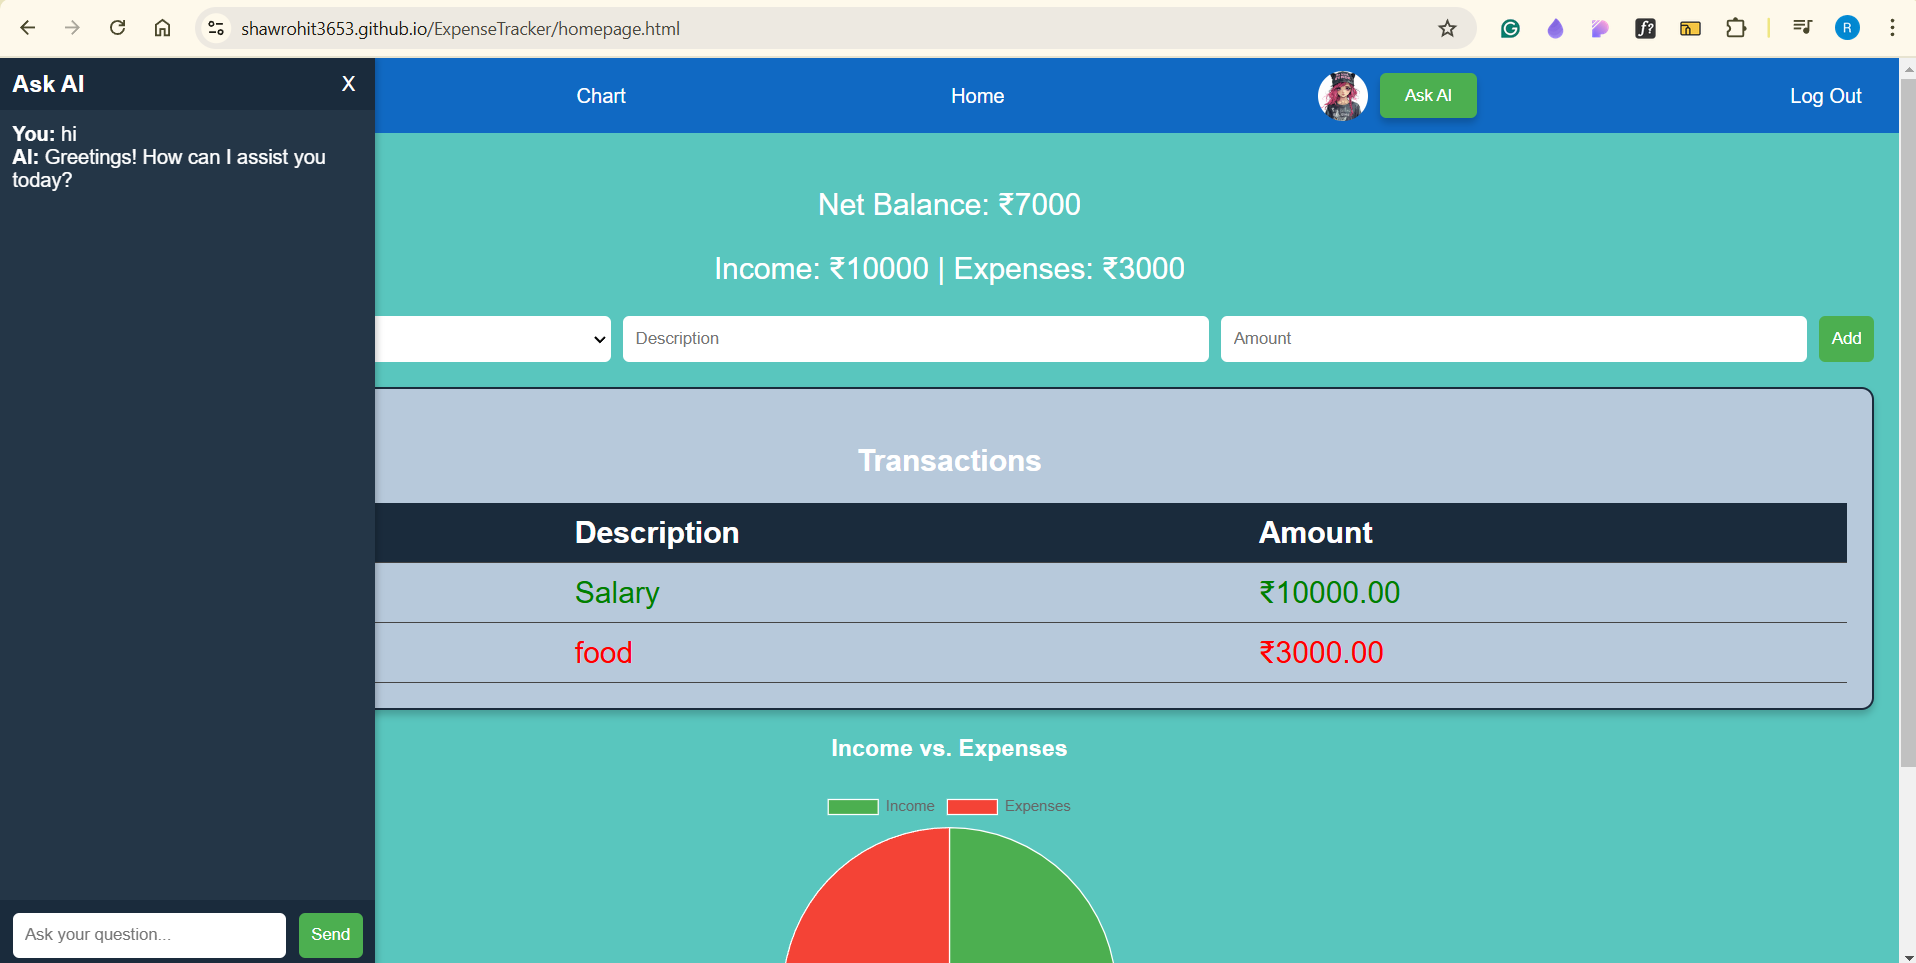 shawrohit3653.github.io/ExpenseTracker/homepage.html
R
Ask AI X
You: hi
AI: Greetings! How can I assist you
today?
Ask your question... Send
Chart Home Ask AI Log Out
Net Balance: ₹7000
Income: ₹10000 | Expenses: ₹3000
Description Amount Add
Transactions
Description Amount
Salary ₹10000.00
food ₹3000.00
Income vs. Expenses
Income Expenses